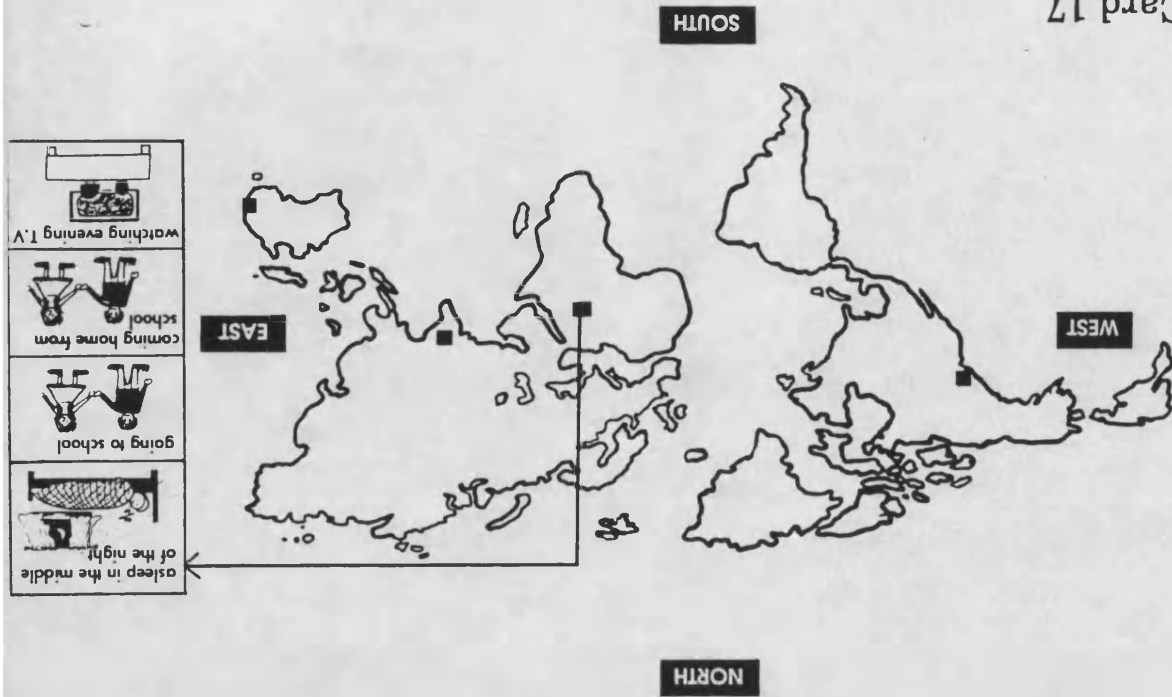 NORTH
asleep in the middle
of the night
going to school
WEST
EAST
coming home from
school
watching evening T.V
SOUTH
Card 17